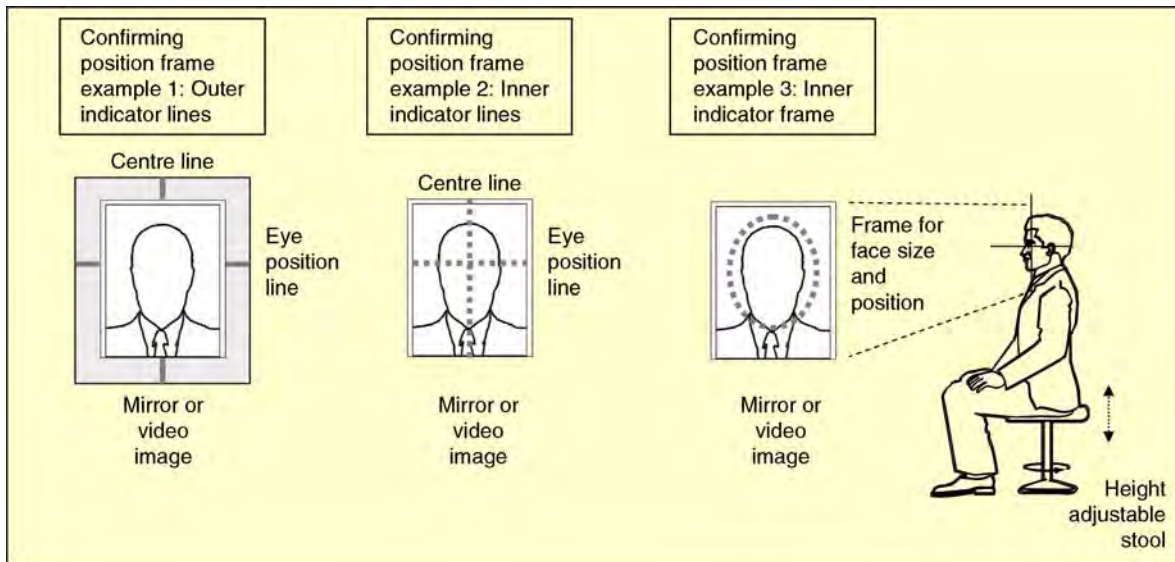 Confirming
position frame
example 1: Outer
indicator lines
Confirming
position frame
example 2: Inner
indicator lines
Confirming
position frame
example 3: Inner
indicator frame
Centre line
Eye
position
line
Mirror or
video
image
Centre line
Eye
position
line
Mirror or
video
image
Frame for
face size
and
position
Mirror or
video
image
Height
adjustable
stool